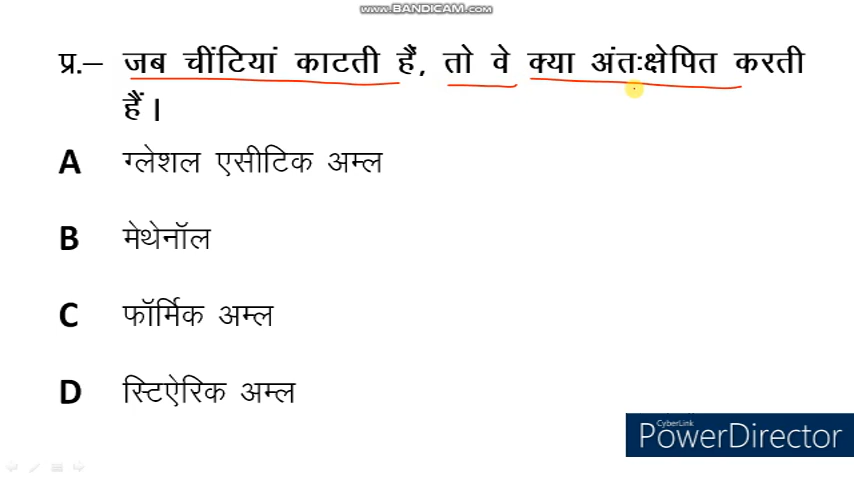 www.BANDICAM.com
प्र.– जब चींटियां काटती हैं, तो वे क्या अंतःक्षेपित करती
हैं।
A ग्लेशल एसीटिक अम्ल
B मेथेनॉल
C फॉर्मिक अम्ल
D स्टिऐरिक अम्ल
CyberLink
PowerDirector